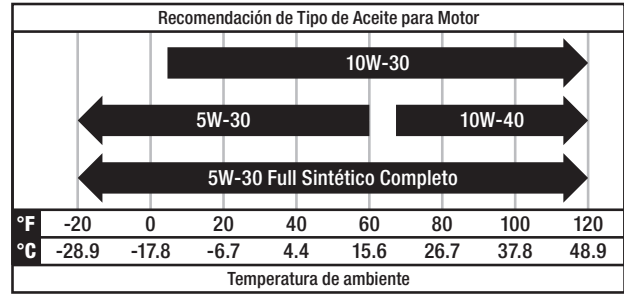 Recomendación de Tipo de Aceite para Motor
10W-30
5W-30 10W-40
5W-30 Full Sintético Completo
°F -20 0 20 40 60 80 100 120
°C -28.9 -17.8 -6.7 4.4 15.6 26.7 37.8 48.9
Temperatura de ambiente